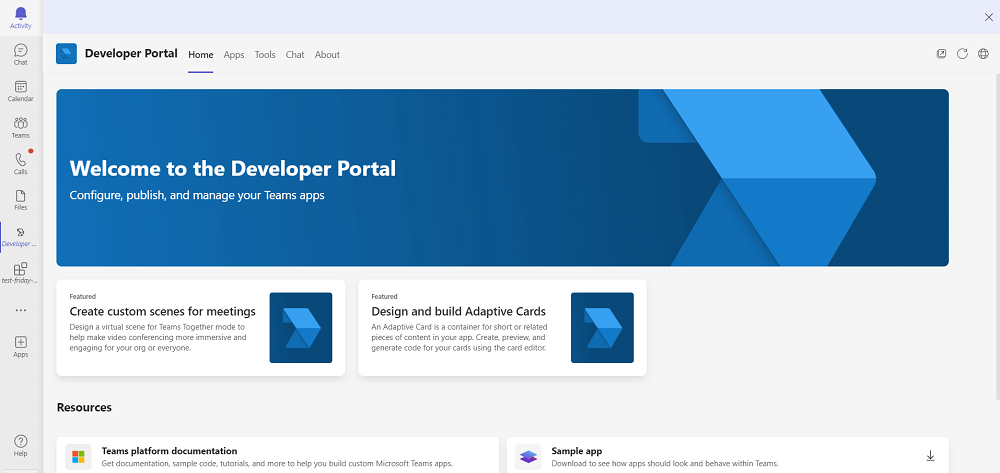 Activity
Chat
Calendar
Teams
Calls
Files
Developer ...
test-friday-...
...
Apps
Help
Developer Portal
Home Apps Tools Chat About
Welcome to the Developer Portal
Configure, publish, and manage your Teams apps
Featured
Create custom scenes for meetings
Design a virtual scene for Teams Together mode to
help make video conferencing more immersive and
engaging for your org or everyone.
Featured
Design and build Adaptive Cards
An Adaptive Card is a container for short or related
pieces of content in your app. Create, preview, and
generate code for your cards using the card editor.
Resources
Teams platform documentation
Get documentation, sample code, tutorials, and more to help you build custom Microsoft Teams apps.
Sample app
Download to see how apps should look and behave within Teams.